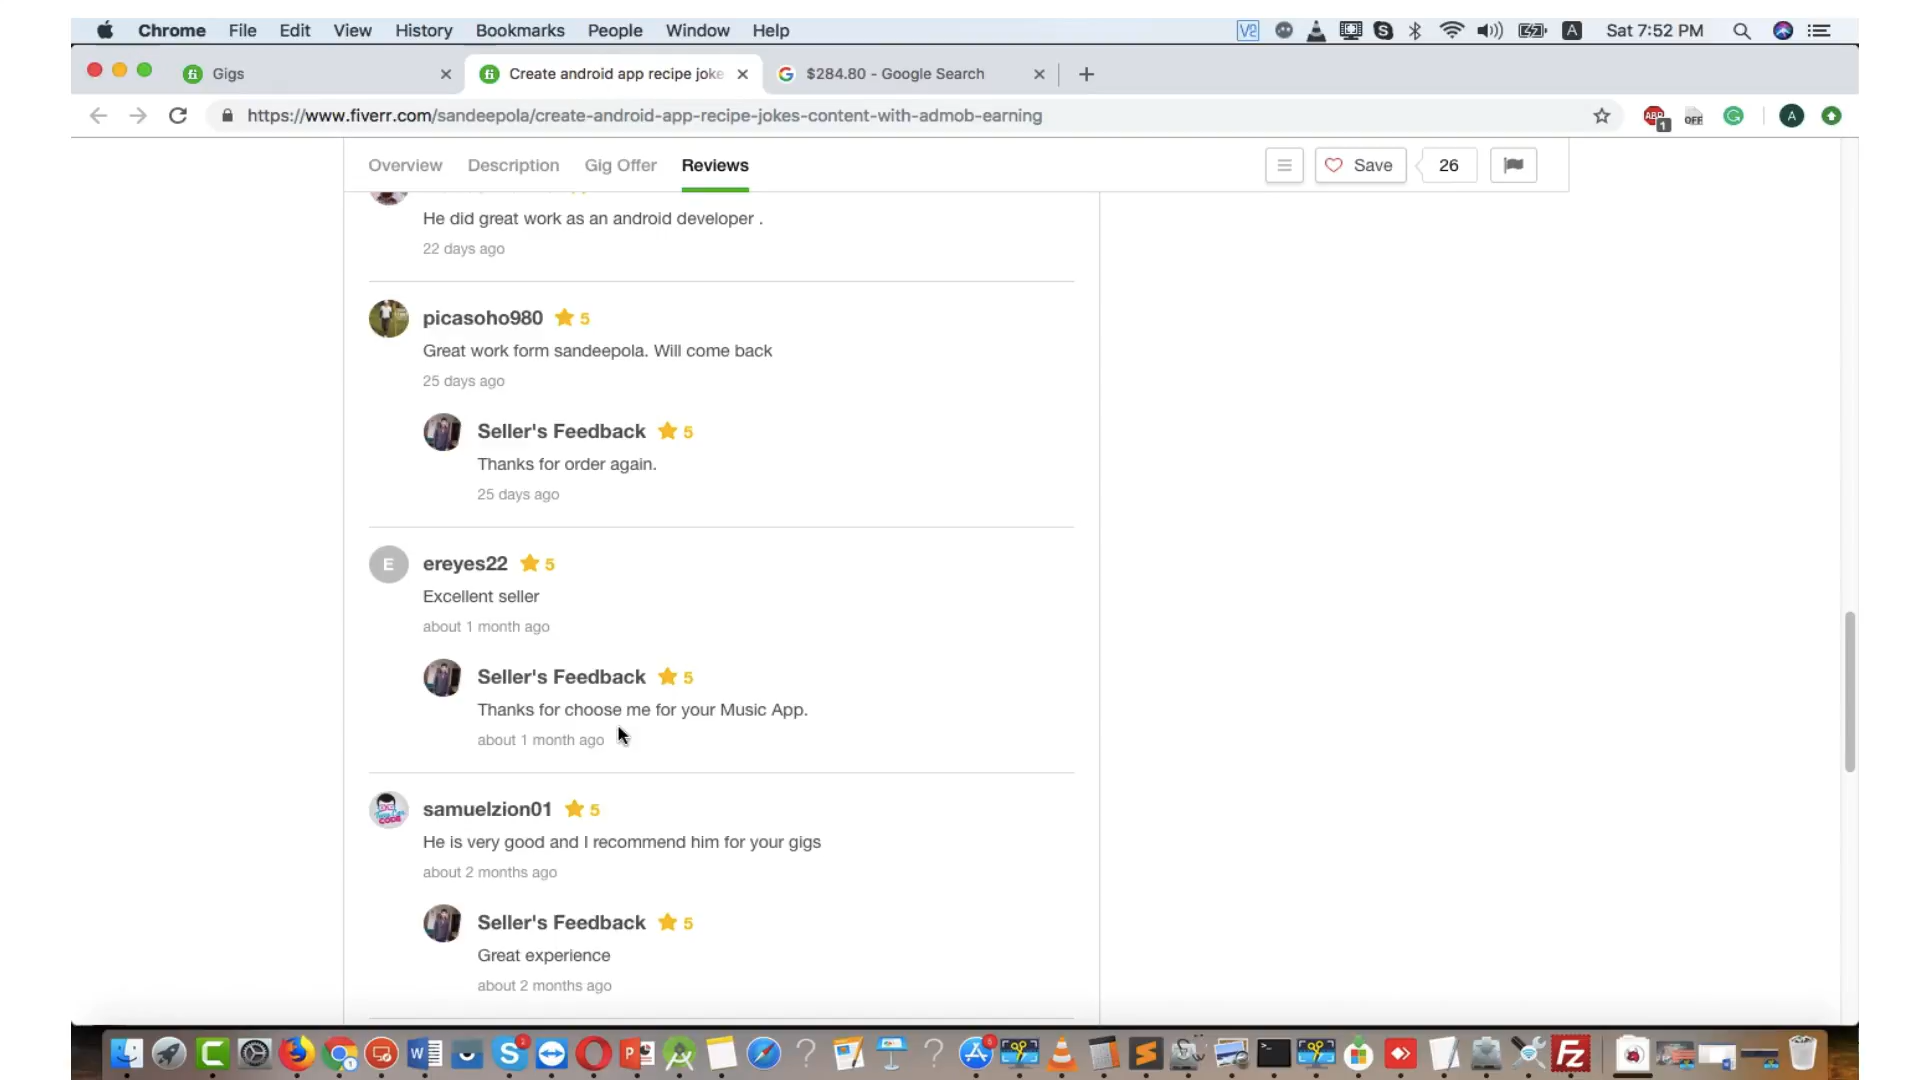 Chrome File Edit View History Bookmarks People Window Help Sat 7:52 PM
Gigs Create android app recipe joke $284.80 - Google Search
https://www.fiverr.com/sandeepola/create-android-app-recipe-jokes-content-with-admob-earning
Overview Description Gig Offer Reviews Save 26
He did great work as an android developer .
22 days ago
picasoho980 5
Great work form sandeepola. Will come back
25 days ago
Seller's Feedback 5
Thanks for order again.
25 days ago
E ereyes22 5
Excellent seller
about 1 month ago
Seller's Feedback 5
Thanks for choose me for your Music App.
about 1 month ago
samuelzion01 5
He is very good and I recommend him for your gigs
about 2 months ago
Seller's Feedback 5
Great experience
about 2 months ago